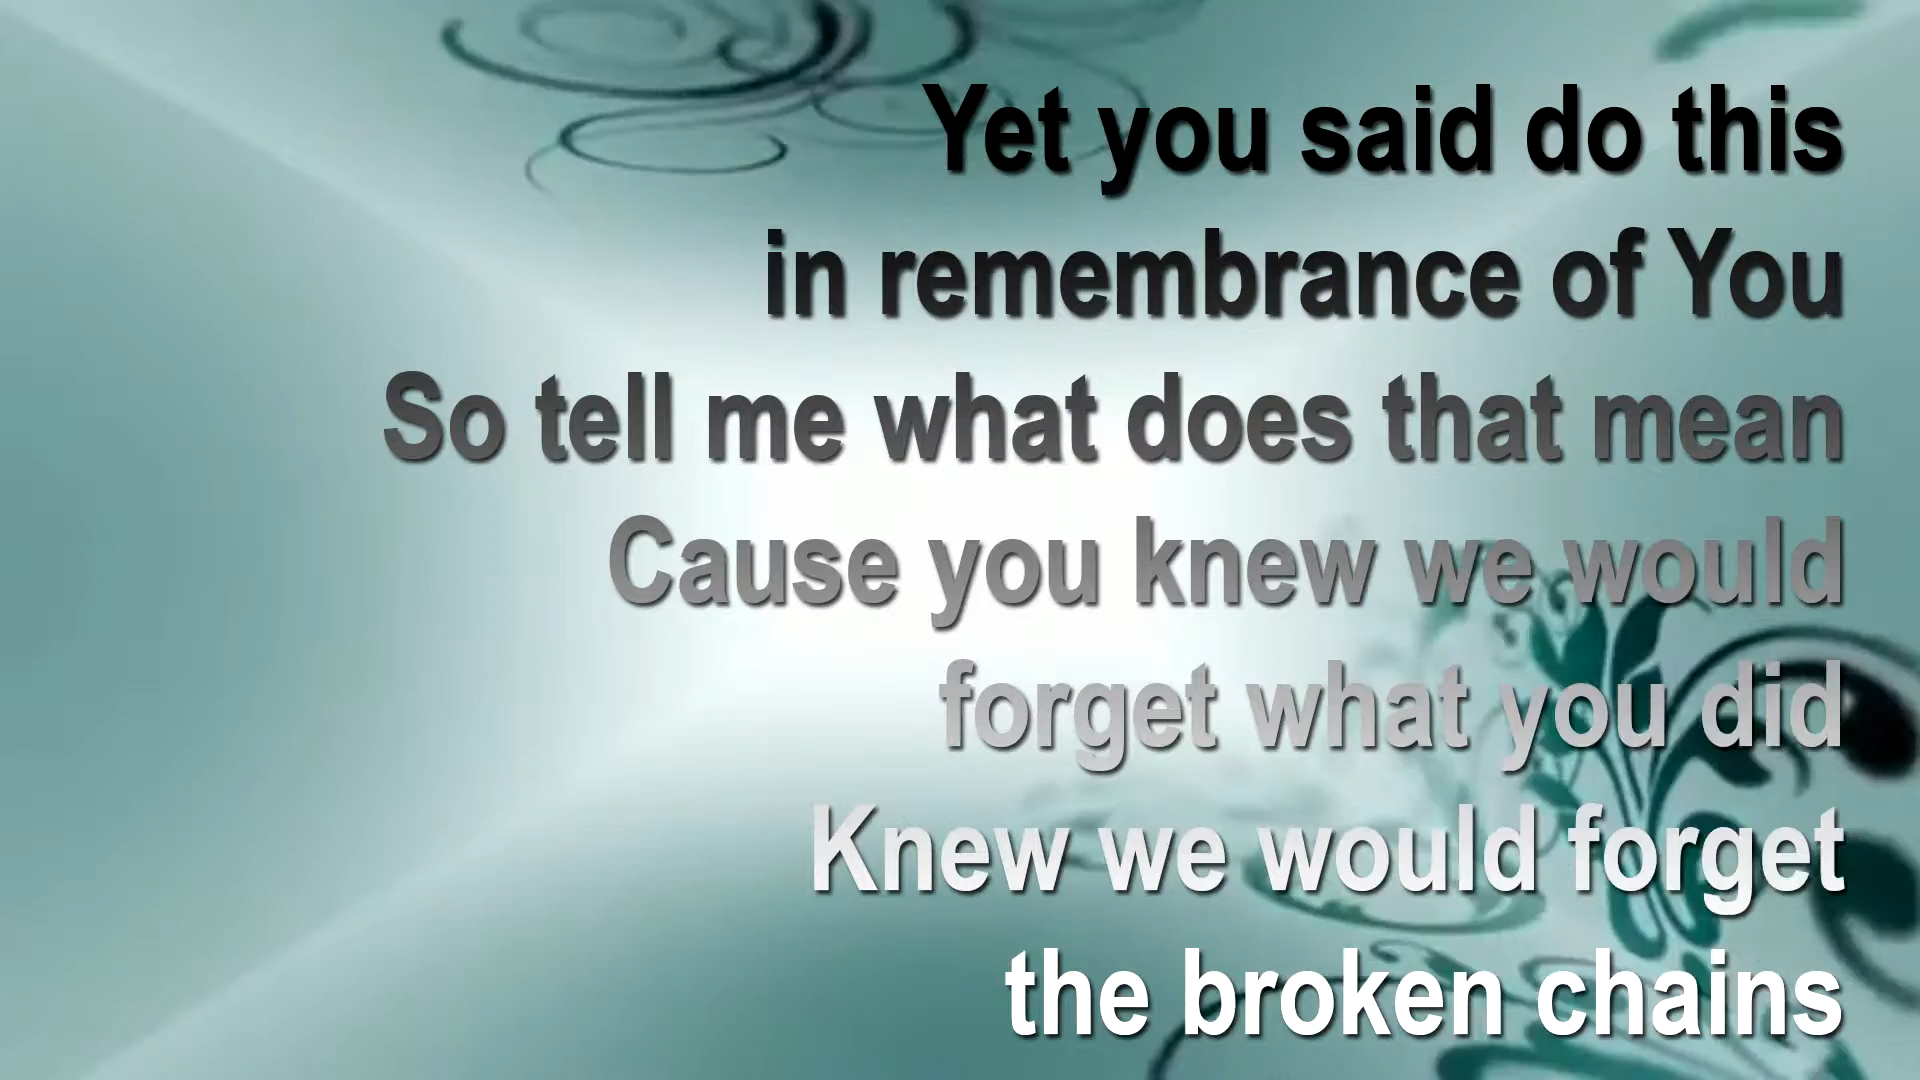 Yet you said do this
in remembrance of You
So tell me what does that mean
Cause you knew we would
forget what you did
Knew we would forget
the broken chains